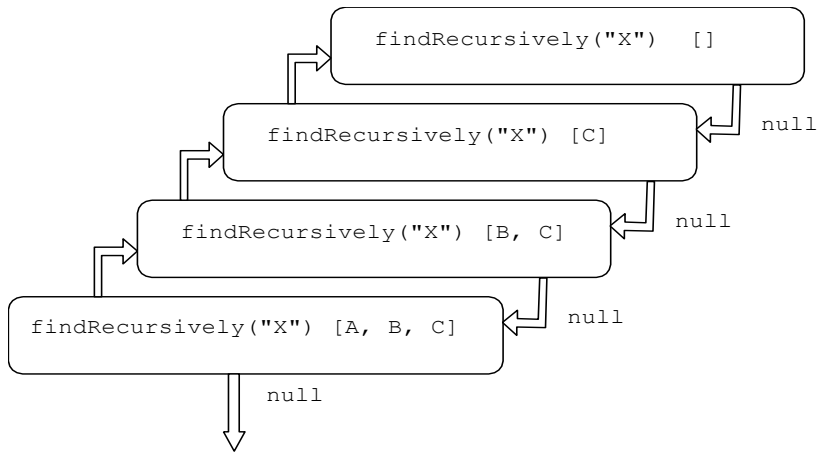 findRecursively("X") []
null
findRecursively("X") [C]
null
findRecursively("X") [B, C]
null
findRecursively("X") [A, B, C]
null